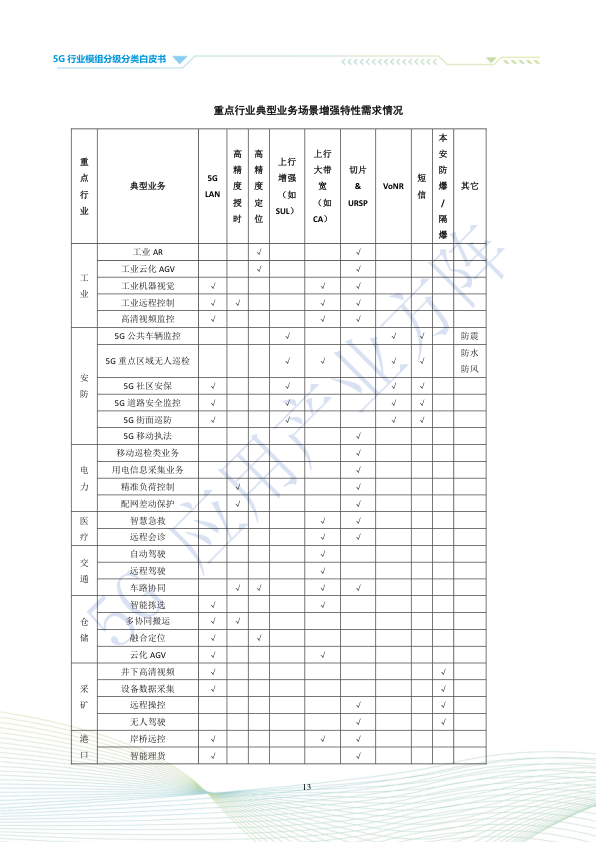 5G 行业模组分级分类白皮书
重点行业典型业务场景增强特性需求情况
重点行业 典型业务 5G LAN 高精度授时 高精度定位 上行增强（如 SUL） 上行大带宽（如 CA） 切片 & URSP VoNR 短信 本安防爆/隔爆 其它
工业
工业 AR √ √
工业云化 AGV √ √
工业机器视觉 √ √ √
工业远程控制 √ √ √ √
高清视频监控 √ √ √
安防
5G 公共车辆监控 √ √ √ 防震
5G 重点区域无人巡检 √ √ √ √ 防水 防风
5G 社区安保 √ √ √ √
5G 道路安全监控 √ √ √ √
5G 街面巡防 √ √ √ √
5G 移动执法 √
电力
移动巡检类业务 √
用电信息采集业务 √
精准负荷控制 √ √
配网差动保护 √ √
医疗
智慧急救 √ √
远程会诊 √ √
交通
自动驾驶 √
远程驾驶 √
车路协同 √ √ √ √
仓储
智能拣选 √ √
多协同搬运 √ √
融合定位 √ √
云化 AGV √ √
采矿
井下高清视频 √ √
设备数据采集 √ √
远程操控 √ √
无人驾驶 √ √
港口
岸桥远控 √ √ √
智能理货 √ √
5G 应用产业方阵
13